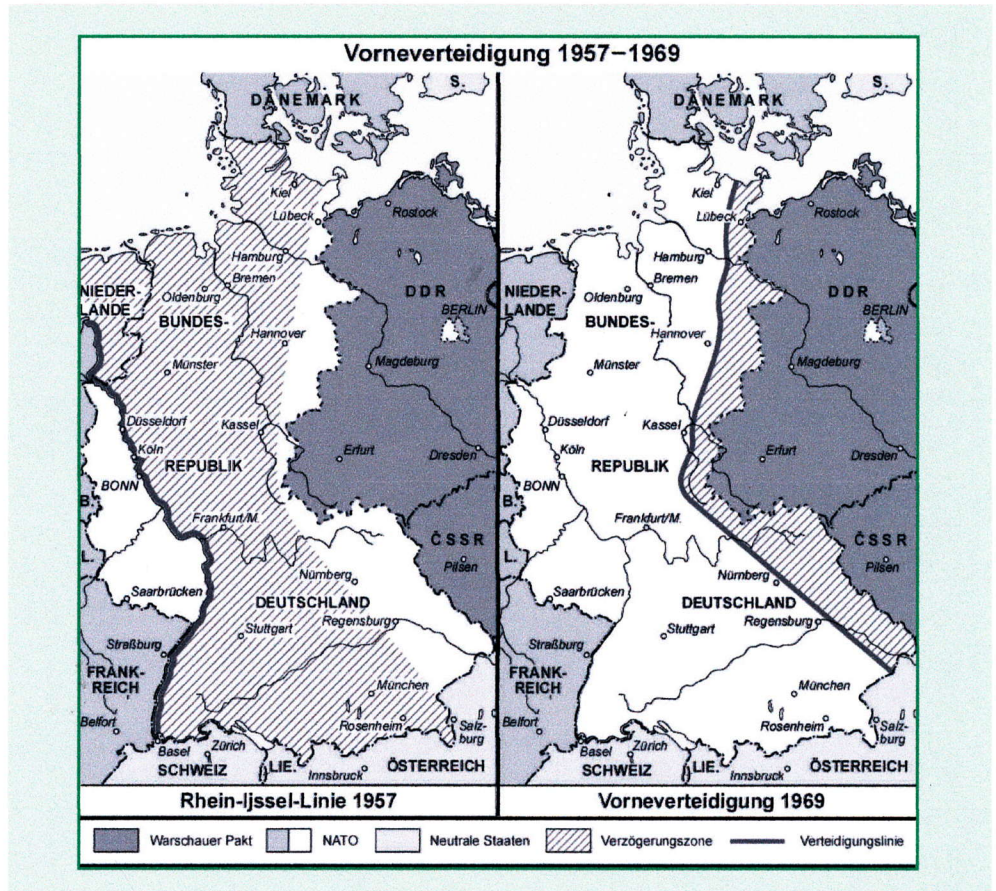 Vorneverteidigung 1957–1969
S.
DÄNEMARK
Kiel
Rostock
Lübeck
Hamburg
Bremen
NIEDER-
LANDE
Oldenburg
BUNDES-
DDR
BERLIN
Hannover
Münster
Magdeburg
Düsseldorf
Kassel
Köln
Erfurt
Dresden
REPUBLIK
BONN
B.
Frankfurt/M.
ČSSR
Pilsen
L.
Nürnberg
Saarbrücken
DEUTSCHLAND
Regensburg
Stuttgart
Straßburg
FRANK-
REICH
München
Belfort
Rosenheim
Salz-
burg
Basel
Zürich
SCHWEIZ
LIE.
Innsbruck
ÖSTERREICH
Rhein-Ijssel-Linie 1957
S.
DÄNEMARK
Kiel
Rostock
Lübeck
Hamburg
Bremen
NIEDER-
LANDE
Oldenburg
BUNDES-
DDR
BERLIN
Hannover
Münster
Magdeburg
Düsseldorf
Kassel
Köln
Erfurt
Dresden
REPUBLIK
BONN
B.
Frankfurt/M.
ČSSR
Pilsen
L.
Nürnberg
Saarbrücken
DEUTSCHLAND
Regensburg
Stuttgart
Straßburg
FRANK-
REICH
München
Belfort
Rosenheim
Salz-
burg
Basel
Zürich
SCHWEIZ
LIE.
Innsbruck
ÖSTERREICH
Vorneverteidigung 1969
Warschauer Pakt
NATO
Neutrale Staaten
Verzögerungszone
Verteidigungslinie